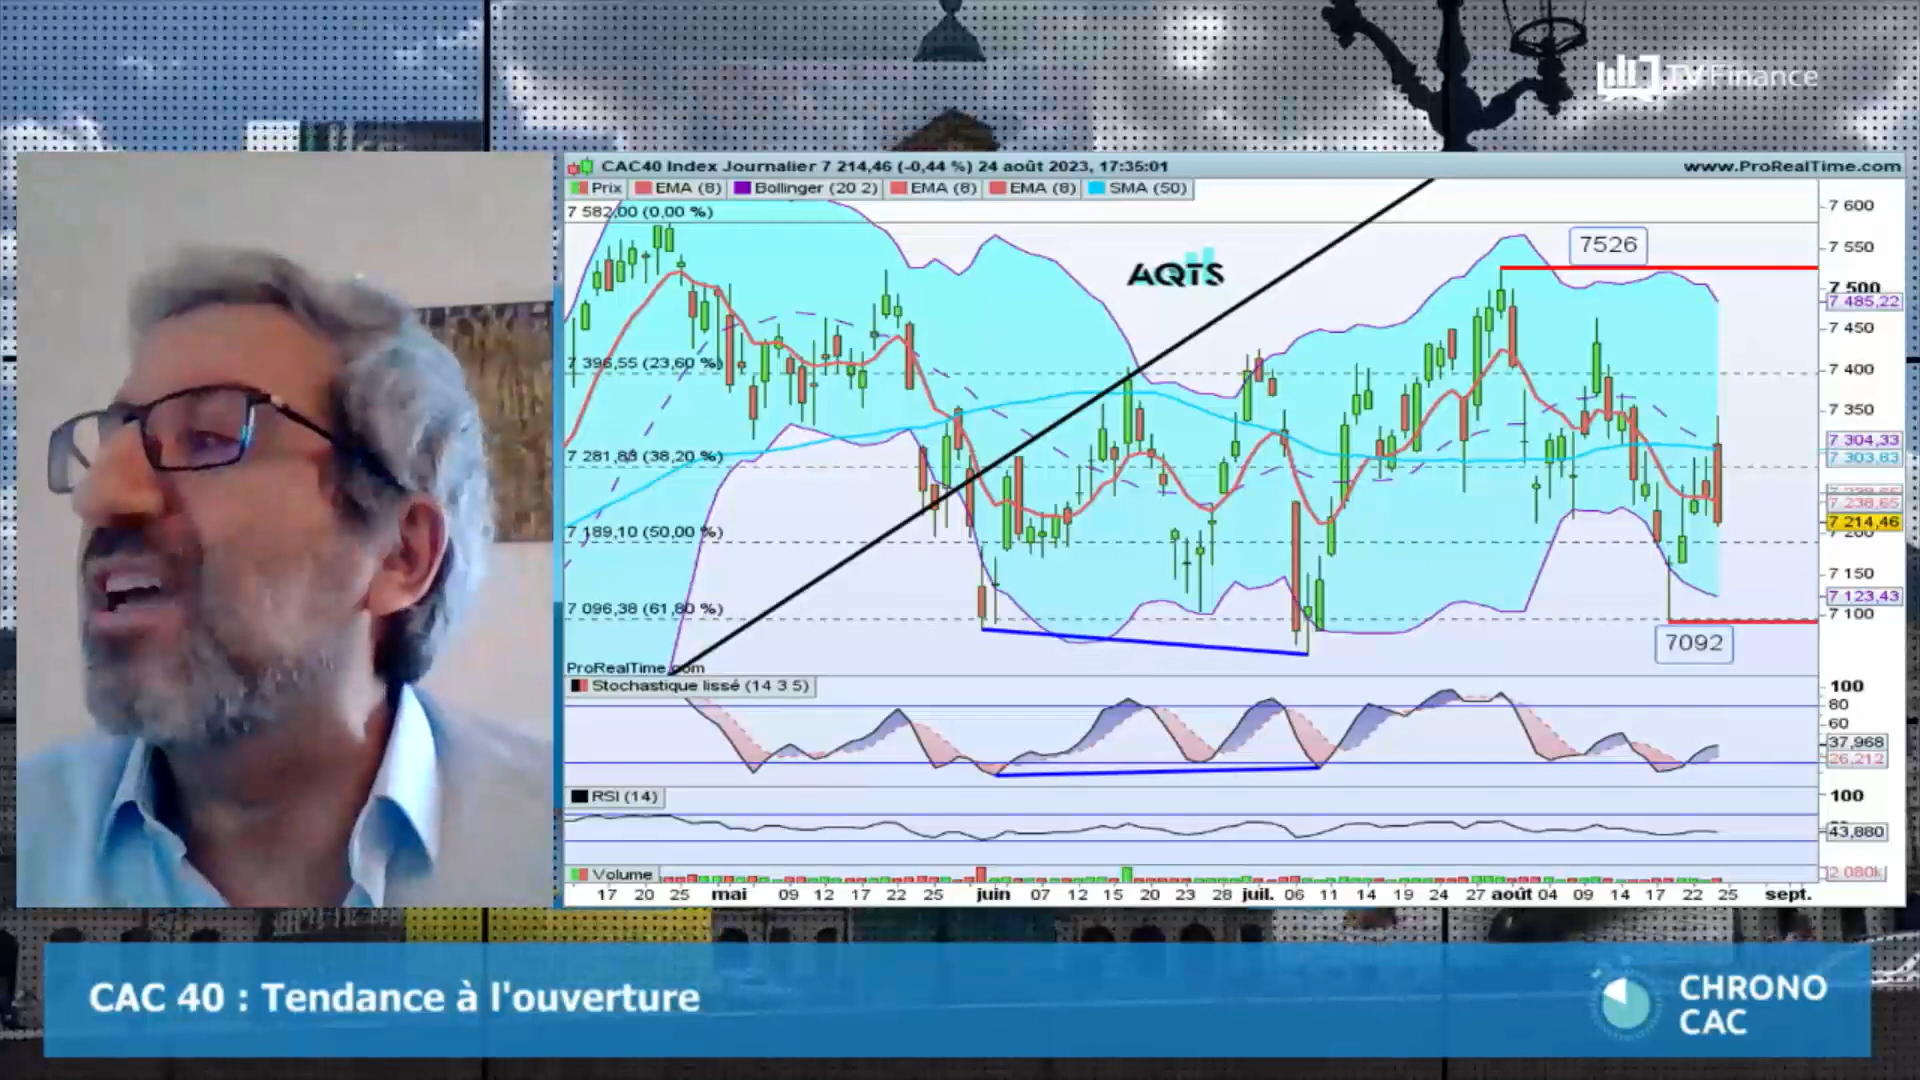 TVFinance
CAC40 Index Journalier 7 214,46 (-0,44 %) 24 août 2023, 17:35:01
www.ProRealTime.com
Prix EMA (8) Bollinger (20 2) EMA (8) EMA (8) SMA (50)
7 582,00 (0,00 %)
7 600
7526
7 550
AQTS
7 500
7 485,22
7 450
7 396,55 (23,60 %)
7 400
7 350
7 304,33
7 281,83 (38,20 %)
7 303,83
7 238,65
7 214,46
7 189,10 (50,00 %)
7 200
7 150
7 123,43
7 096,38 (61,80 %)
7 100
7092
ProRealTime.com
Stochastique lissé (14 3 5)
100
80
60
37,968
26,212
RSI (14)
100
43,880
Volume
2 080k
17 20 25 mai 09 12 17 22 25 juin 07 12 15 20 23 28 juil. 06 11 14 19 24 27 août 04 09 14 17 22 25 sept.
CAC 40 : Tendance à l'ouverture
CHRONO
CAC